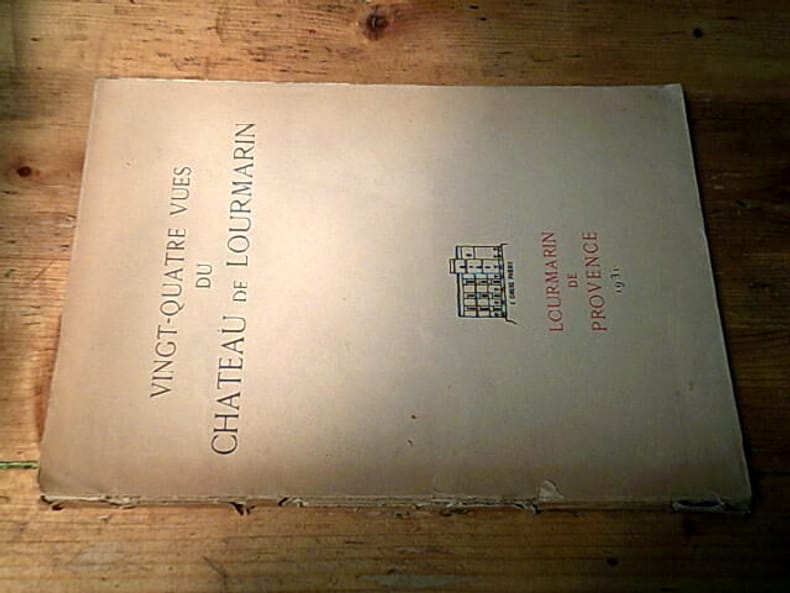 VINGT-QUATRE VUES
DU
CHATEAU DE LOURMARIN
LOURMARIN
DE
PROVENCE
1931